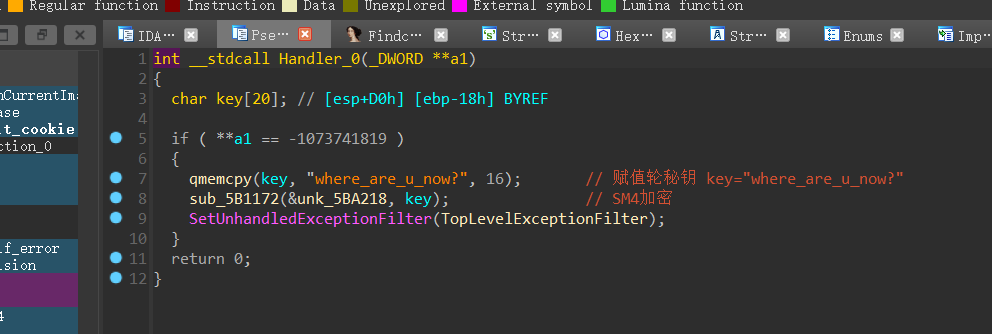 Regular function Instruction Data Unexplored External symbol Lumina function
IDA··· Pse··· Findc··· Str··· Hex··· Str··· Enums Imp···
1 int __stdcall Handler_0(_DWORD **a1)
2 {
3 char key[20]; // [esp+D0h] [ebp-18h] BYREF
4
5 if ( **a1 == -1073741819 )
6 {
7 qmemcpy(key, "where_are_u_now?", 16); // 赋值轮秘钥 key="where_are_u_now?"
8 sub_5B1172(&unk_5BA218, key); // SM4加密
9 SetUnhandledExceptionFilter(TopLevelExceptionFilter);
10 }
11 return 0;
12 }
nCurrentIma
ase
it_cookie
ction_0
lf_error
ision
4